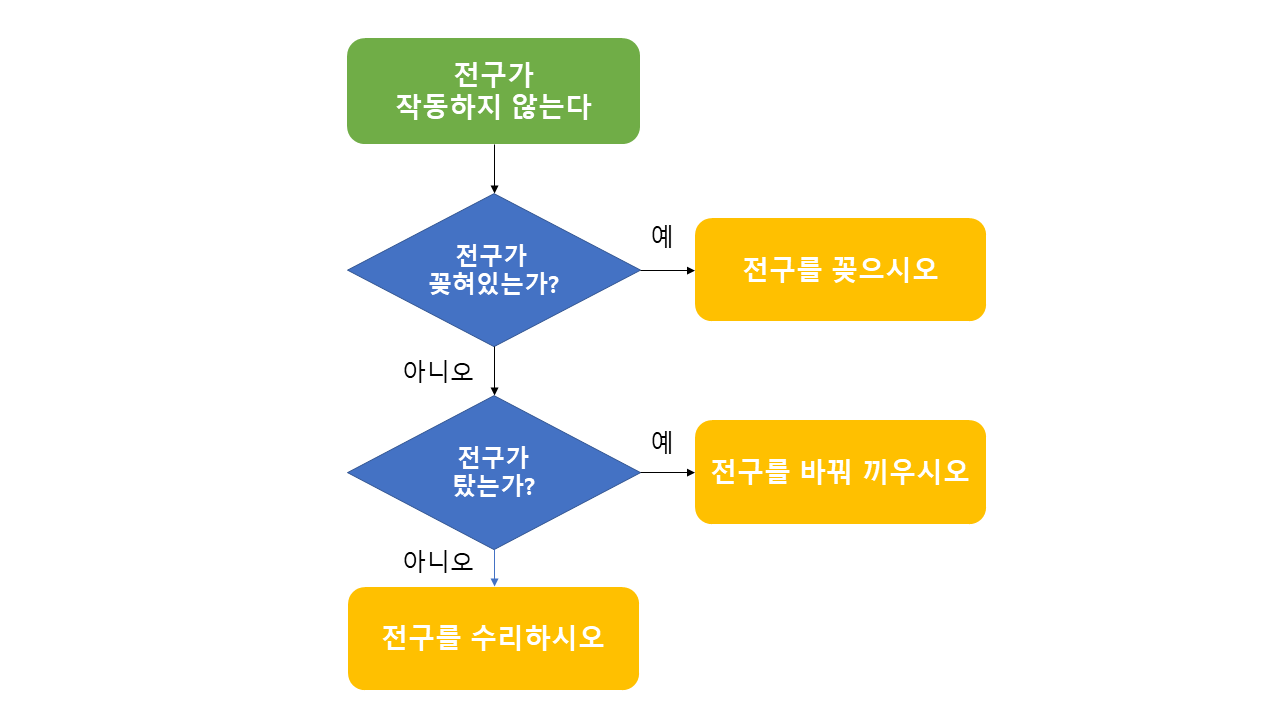 전구가
작동하지 않는다
전구가
꽂혀있는가?
예
전구를 꽂으시오
아니오
전구가
탔는가?
예
전구를 바꿔 끼우시오
아니오
전구를 수리하시오